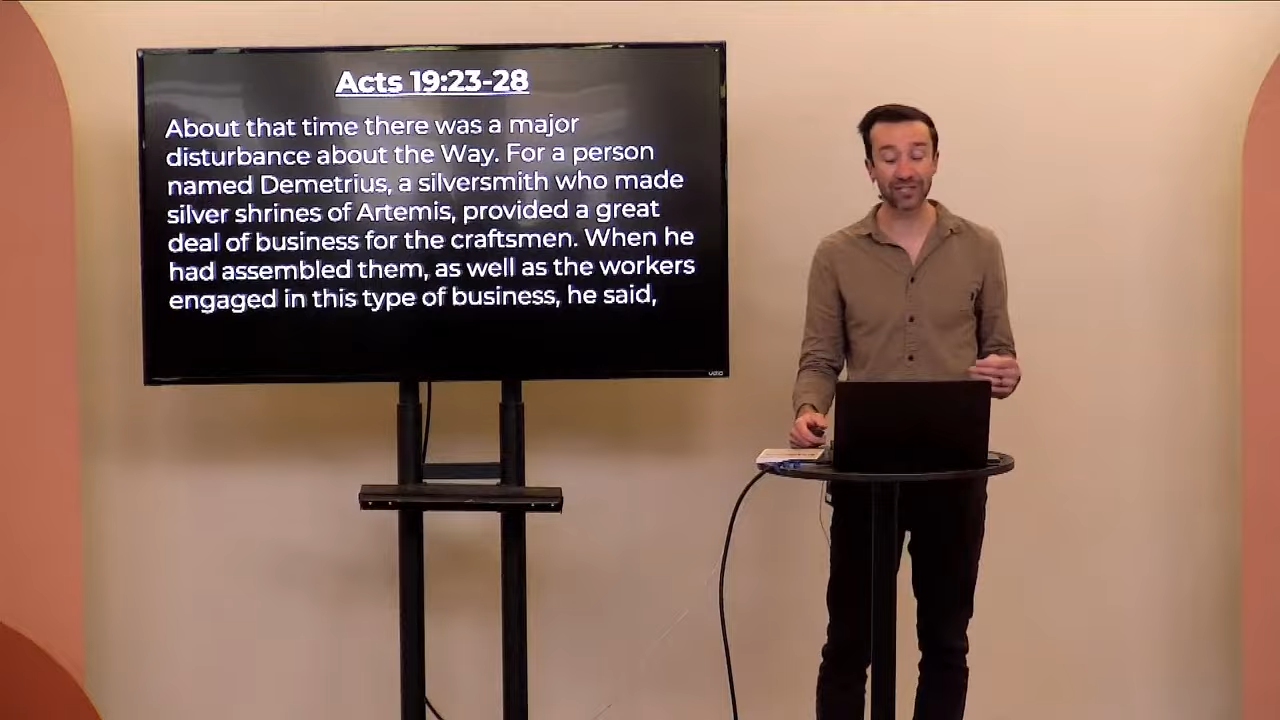 Acts 19:23-28
About that time there was a major
disturbance about the Way. For a person
named Demetrius, a silversmith who made
silver shrines of Artemis, provided a great
deal of business for the craftsmen. When he
had assembled them, as well as the workers
engaged in this type of business, he said,
VIZIO